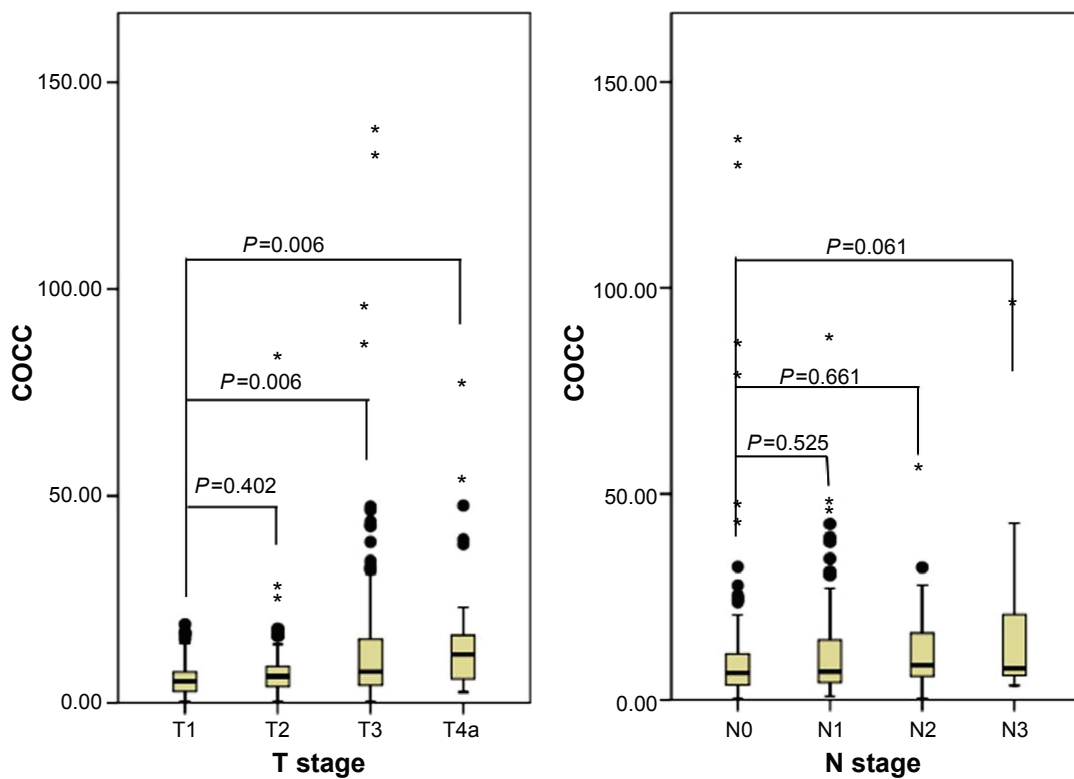 150.00
100.00
50.00
0.00
COCC
P=0.006
P=0.006
P=0.402
T1 T2 T3 T4a
T stage
150.00
100.00
50.00
0.00
COCC
P=0.061
P=0.661
P=0.525
N0 N1 N2 N3
N stage